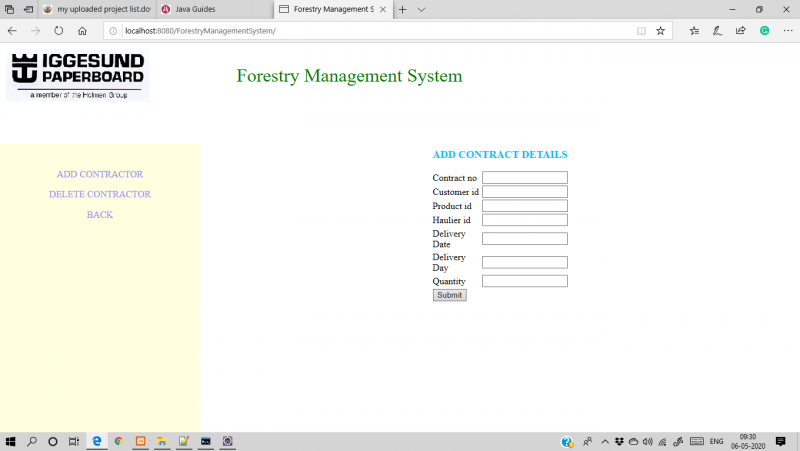 my uploaded project list.do
Java Guides
Forestry Management S
localhost:8080/ForestryManagementSystem/
IGGESUND
PAPERBOARD
a member of the Holmen Group
Forestry Management System
ADD CONTRACTOR
DELETE CONTRACTOR
BACK
ADD CONTRACT DETAILS
Contract no
Customer id
Product id
Haulier id
Delivery
Date
Delivery
Day
Quantity
Submit
ENG
09:30
06-05-2020